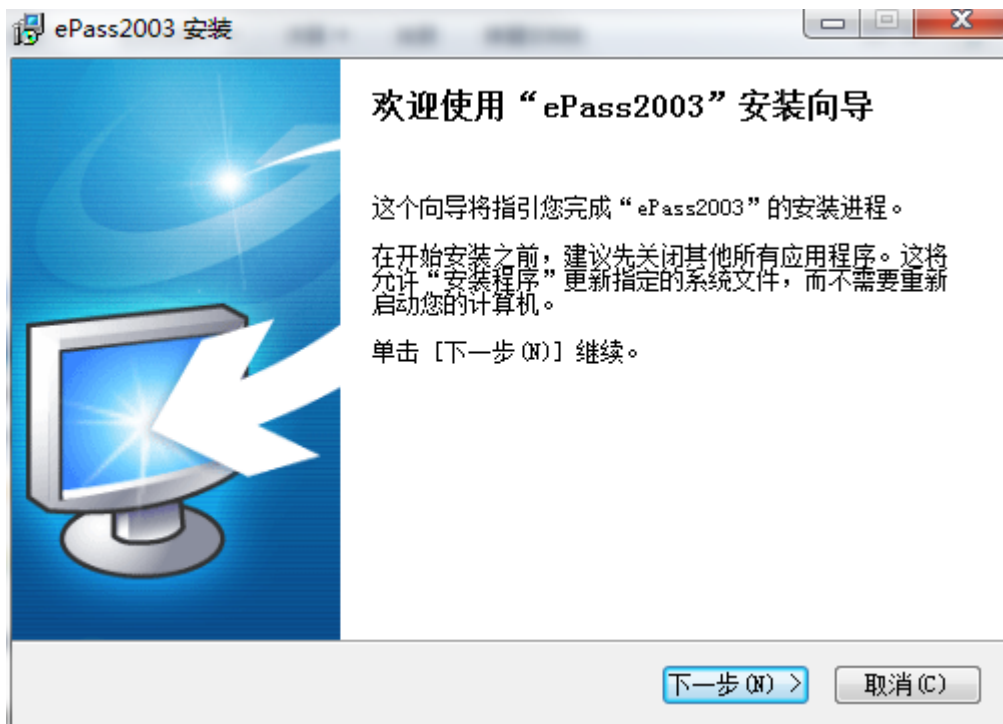 ePass2003 安装
欢迎使用“ePass2003”安装向导
这个向导将指引您完成“ePass2003”的安装进程。
在开始安装之前，建议先关闭其他所有应用程序。这将
允许“安装程序”更新指定的系统文件，而不需要重新
启动您的计算机。
单击 [下一步(N)] 继续。
下一步(N) >
取消(C)